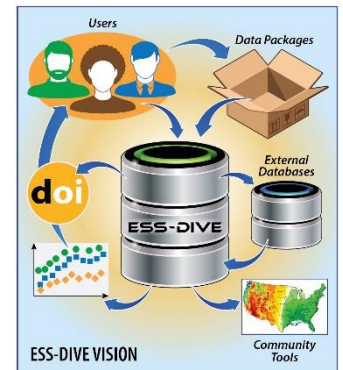 Users
Data Packages
doi
External
Databases
ESS-DIVE
ESS-DIVE VISION
Community
Tools